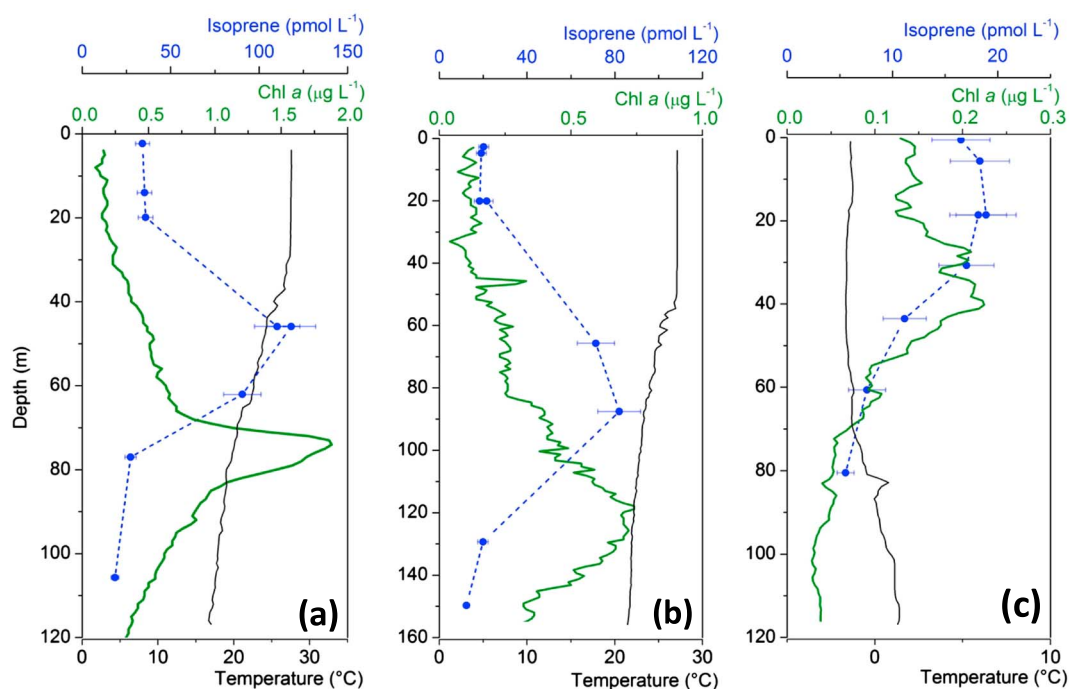 Isoprene (pmol L⁻¹)
0 50 100 150
Chl a (µg L⁻¹)
0.0 0.5 1.0 1.5 2.0
0
20
40
60
80
100
120
Depth (m)
0 10 20 30
Temperature (°C)
(a)
Isoprene (pmol L⁻¹)
0 40 80 120
Chl a (µg L⁻¹)
0.0 0.6 1.0
0
20
40
60
80
100
120
140
160
0 10 20 30
Temperature (°C)
(b)
Isoprene (pmol L⁻¹)
0 10 20
Chl a (µg L⁻¹)
0.0 0.1 0.2 0.3
0
20
40
60
80
100
120
0 10
Temperature (°C)
(c)